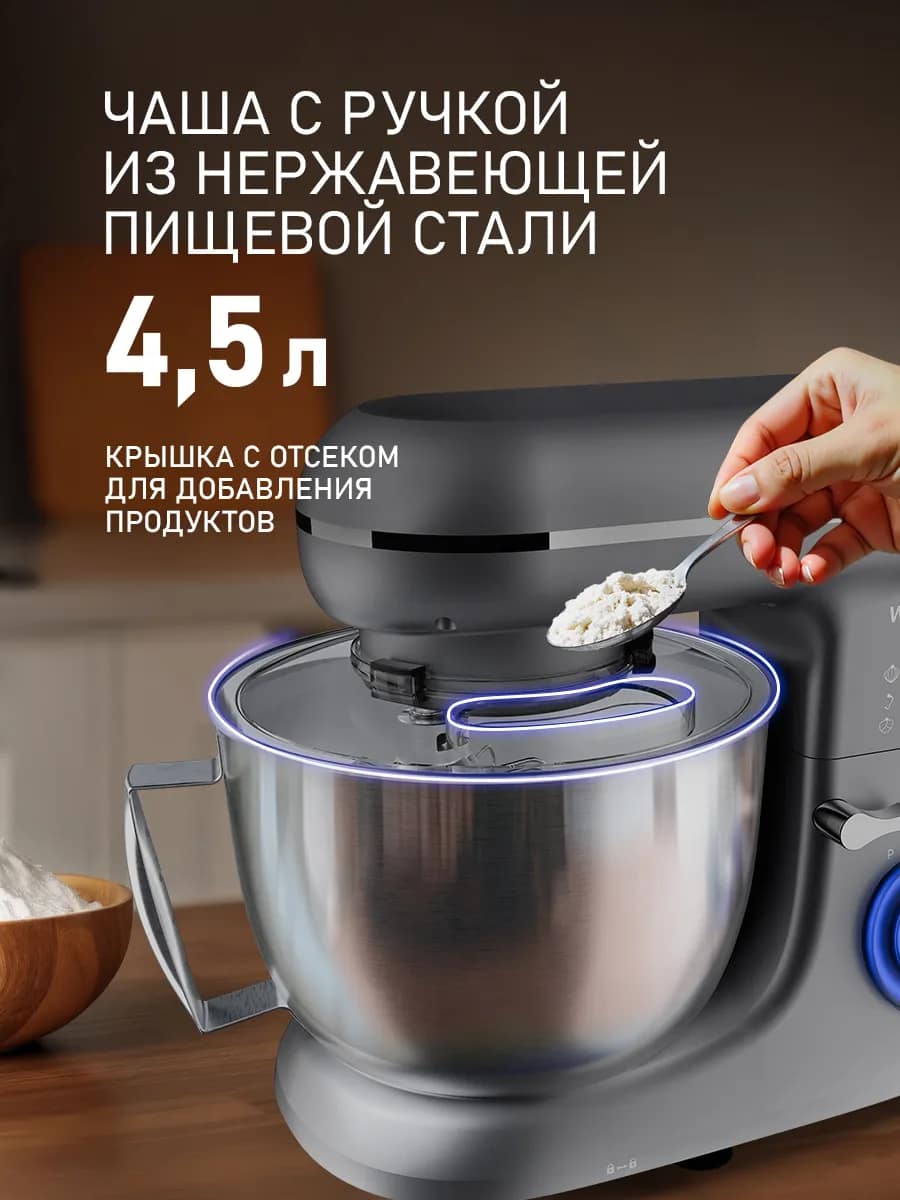 ЧАША С РУЧКОЙ
ИЗ НЕРЖАВЕЮЩЕЙ
ПИЩЕВОЙ СТАЛИ
4,5 л
КРЫШКА С ОТСЕКОМ
ДЛЯ ДОБАВЛЕНИЯ
ПРОДУКТОВ
W
P